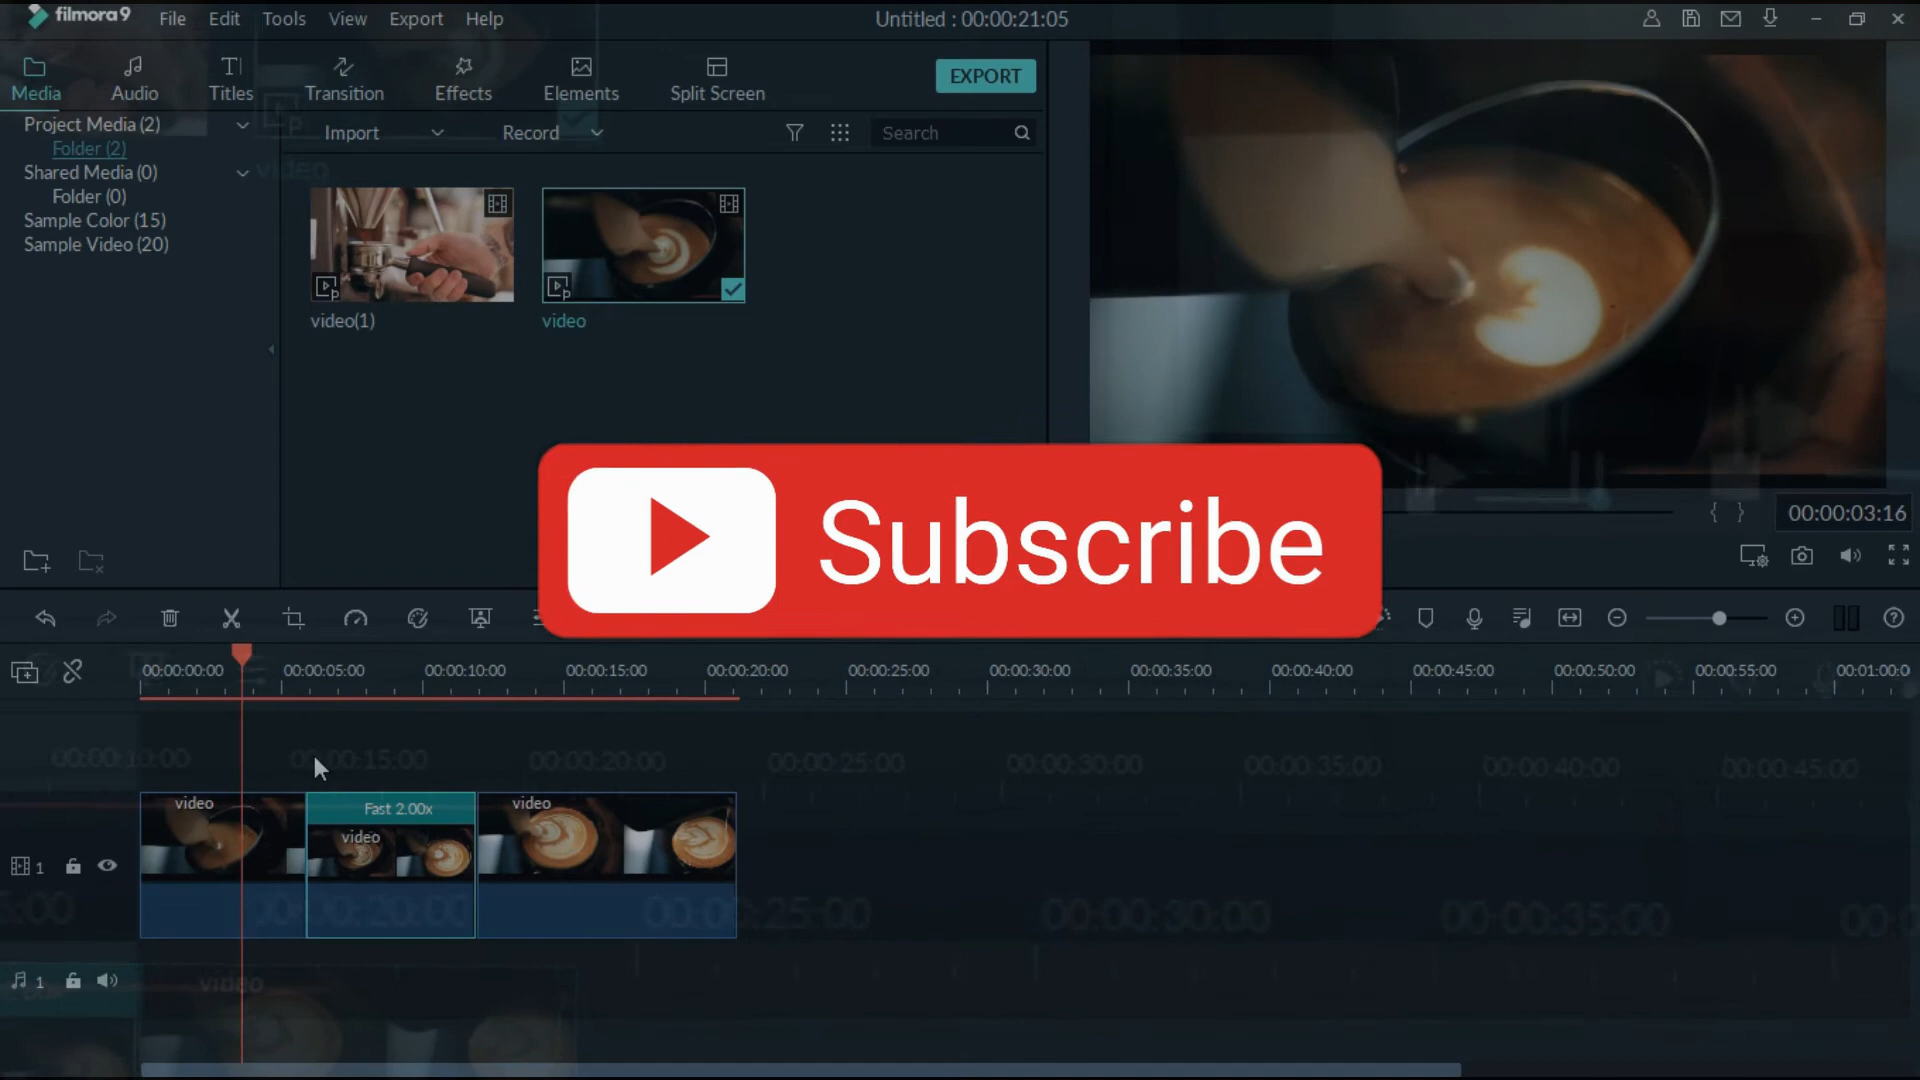 filmora9 File Edit Tools View Export Help Untitled : 00:00:21:05
Media Audio Titles Transition Effects Elements Split Screen EXPORT
Project Media (2)
Folder (2)
Shared Media (0)
Folder (0)
Sample Color (15)
Sample Video (20)
Import Record Search
video
video(1) video
Subscribe
00:00:03:16
00:00:00:00 00:00:05:00 00:00:10:00 00:00:15:00 00:00:20:00 00:00:25:00 00:00:30:00 00:00:35:00 00:00:40:00 00:00:45:00 00:00:50:00 00:00:55:00 00:01:00:0
00:00:10:00 00:00:15:00 00:00:20:00 00:00:25:00 00:00:30:00 00:00:35:00 00:00:40:00 00:00:45:00
video Fast 2.00x video
video
1
00:00:20:00 00:00:25:00 00:00:30:00 00:00:35:00
1
video